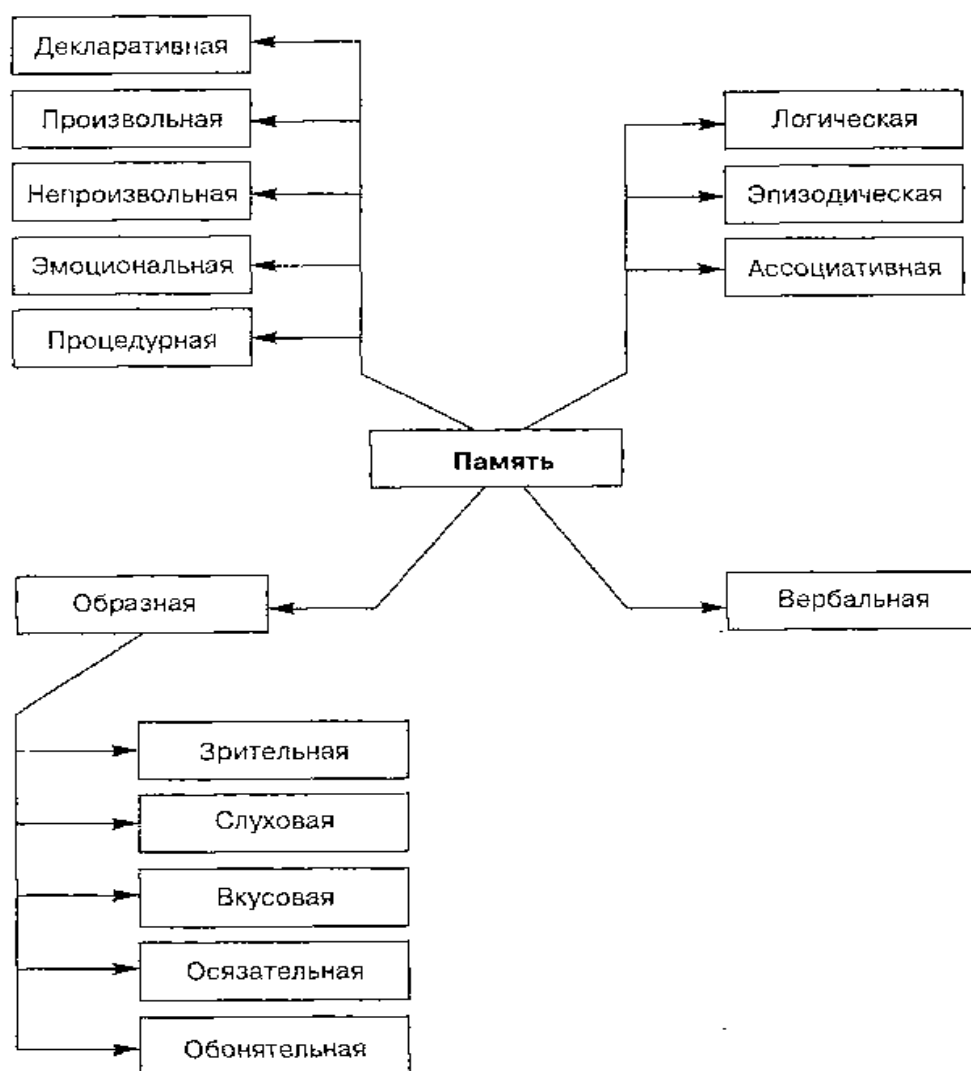 Декларативная
Произвольная
Непроизвольная
Эмоциональная
Процедурная
Логическая
Эпизодическая
Ассоциативная
Память
Образная
Вербальная
Зрительная
Слуховая
Вкусовая
Осязательная
Обонятельная